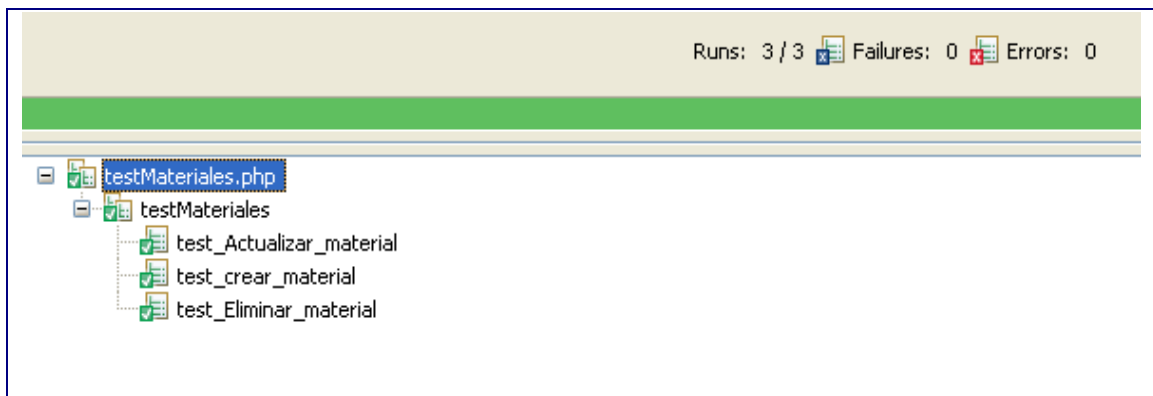 Runs: 3 / 3 Failures: 0 Errors: 0
testMateriales.php
testMateriales
test_Actualizar_material
test_crear_material
test_Eliminar_material